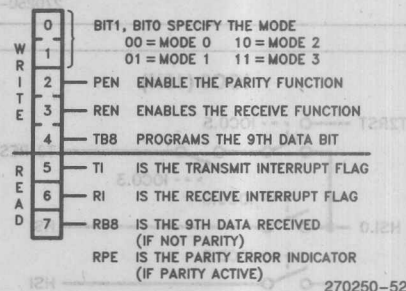 0 BIT1, BIT0 SPECIFY THE MODE
00 = MODE 0 10 = MODE 2
1 01 = MODE 1 11 = MODE 3
2 PEN ENABLE THE PARITY FUNCTION
3 REN ENABLES THE RECEIVE FUNCTION
4 TB8 PROGRAMS THE 9TH DATA BIT
5 TI IS THE TRANSMIT INTERRUPT FLAG
6 RI IS THE RECEIVE INTERRUPT FLAG
7 RB8 IS THE 9TH DATA RECEIVED
(IF NOT PARITY)
RPE IS THE PARITY ERROR INDICATOR
(IF PARITY ACTIVE)
WRITE
READ
270250-52